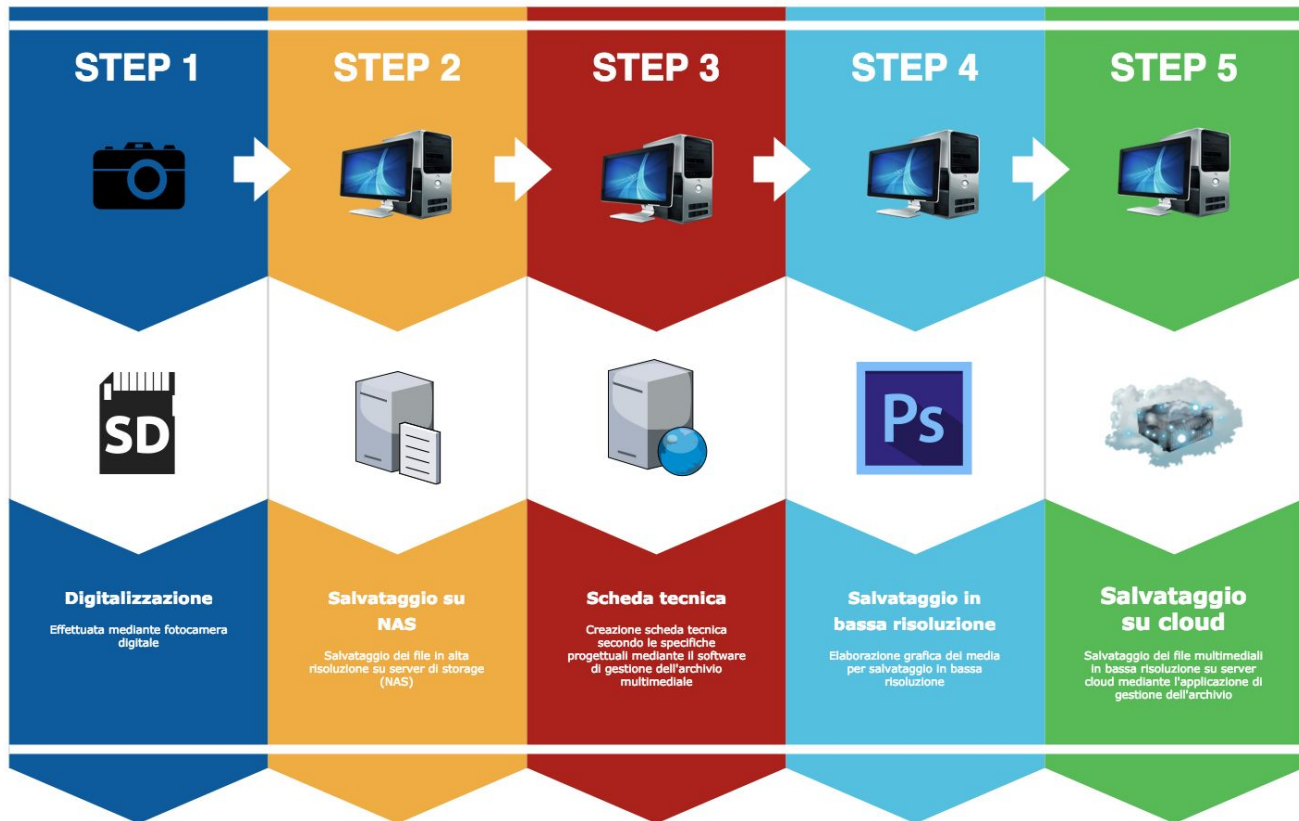 STEP 1
STEP 2
STEP 3
STEP 4
STEP 5
SD
Ps
Digitalizzazione
Effettuata mediante fotocamera
digitale
Salvataggio su
NAS
Salvataggio dei file in alta
risoluzione su server di storage
(NAS)
Scheda tecnica
Creazione scheda tecnica
secondo le specifiche
progettuali mediante il software
di gestione dell'archivio
multimediale
Salvataggio in
bassa risoluzione
Elaborazione grafica dei media
per salvataggio in bassa
risoluzione
Salvataggio
su cloud
Salvataggio dei file multimediali
in bassa risoluzione su server
cloud mediante l'applicazione di
gestione dell'archivio